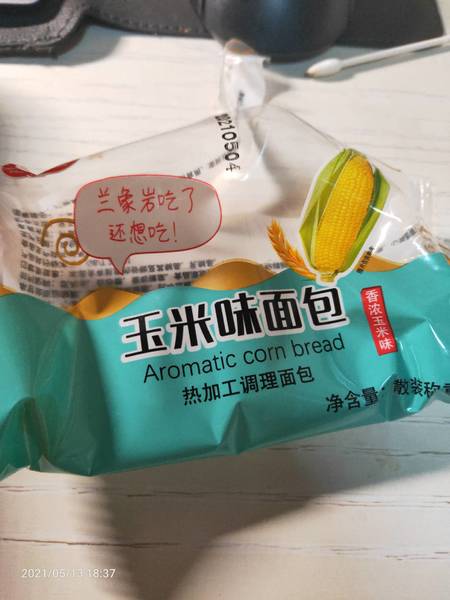 20210504
兰象岩吃了
还想吃!
玉米味面包
Aromatic corn bread
热加工调理面包
香浓玉米味
净含量:散装称重
2021/05/13 18:37